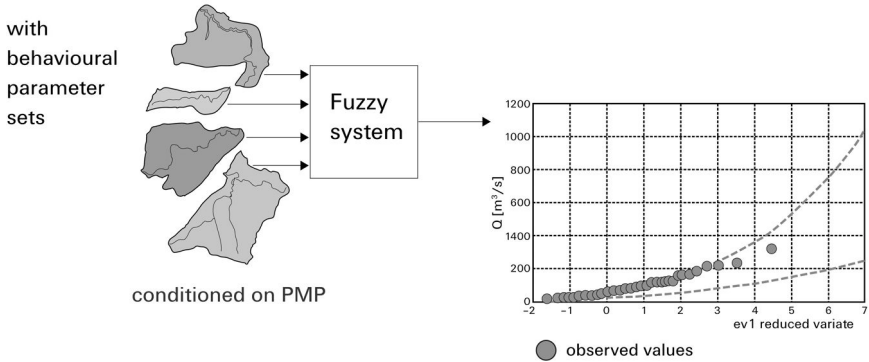 with
behavioural
parameter
sets
Fuzzy
system
conditioned on PMP
Q [m³/s]
1200
1000
800
600
1400
200
0
−2 −1 0 1 2 3 4 5 6 7
ev1 reduced variate
observed values